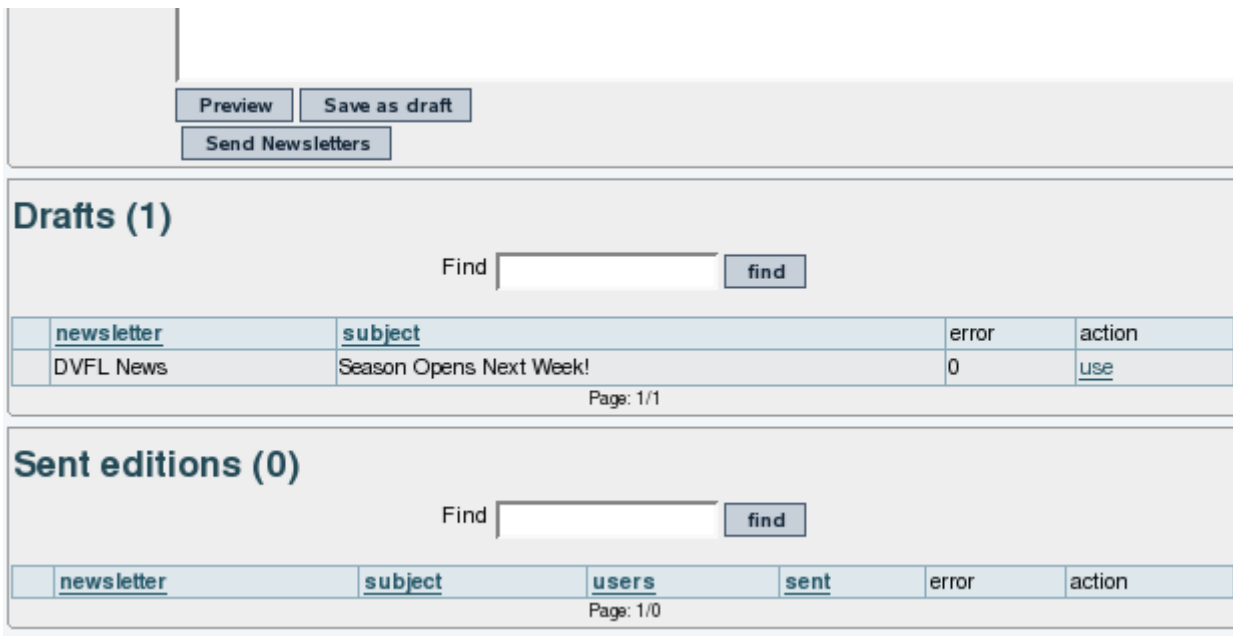 Preview Save as draft
Send Newsletters
Drafts (1)
Find find
newsletter subject error action
DVFL News Season Opens Next Week! 0 use
Page: 1/1
Sent editions (0)
Find find
newsletter subject users sent error action
Page: 1/0